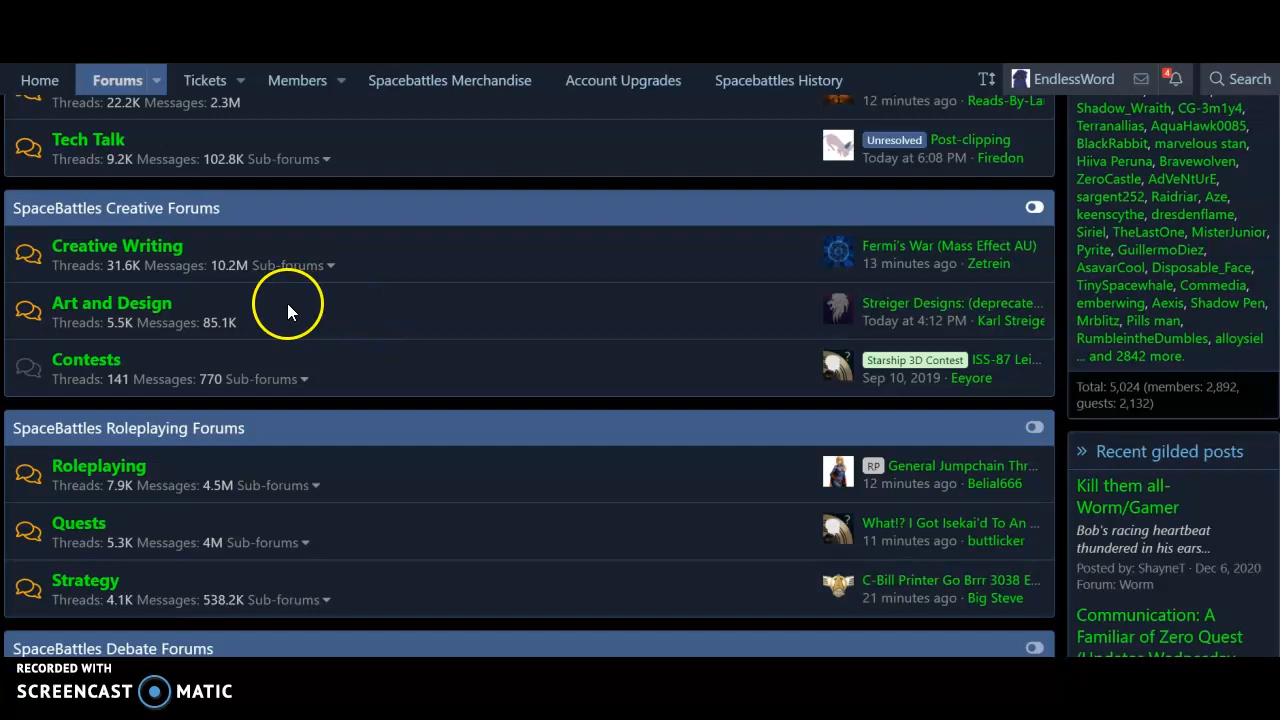 Home Forums Tickets Members Spacebattles Merchandise Account Upgrades Spacebattles History EndlessWord 4 Search
Threads: 22.2K Messages: 2.3M
12 minutes ago · Reads-By-La
Tech Talk
Threads: 9.2K Messages: 102.8K Sub-forums
Unresolved Post-clipping
Today at 6:08 PM · Firedon
SpaceBattles Creative Forums
Creative Writing
Threads: 31.6K Messages: 10.2M Sub-forums
Fermi's War (Mass Effect AU)
13 minutes ago · Zetrein
Art and Design
Threads: 5.5K Messages: 85.1K
Streiger Designs: (deprecate...
Today at 4:12 PM · Karl Streige
Contests
Threads: 141 Messages: 770 Sub-forums
Starship 3D Contest ISS-87 Lei...
Sep 10, 2019 · Eeyore
SpaceBattles Roleplaying Forums
Roleplaying
Threads: 7.9K Messages: 4.5M Sub-forums
RP General Jumpchain Thr...
12 minutes ago · Belial666
Quests
Threads: 5.3K Messages: 4M Sub-forums
What!? I Got Isekai'd To An ...
11 minutes ago · buttlicker
Strategy
Threads: 4.1K Messages: 538.2K Sub-forums
C-Bill Printer Go Brrr 3038 E...
21 minutes ago · Big Steve
SpaceBattles Debate Forums
Shadow_Wraith, CG-3m1y4,
Terranallias, AquaHawk0085,
BlackRabbit, marvelous stan,
Hiiva Peruna, Bravewolven,
ZeroCastle, AdVeNtUrE,
sargent252, Raidriar, Aze,
keenscythe, dresdenflame,
Siriel, TheLastOne, MisterJunior,
Pyrite, GuillermoDiez,
AsavarCool, Disposable_Face,
TinySpacewhale, Commedia,
emberwing, Aexis, Shadow Pen,
Mrblitz, Pills man,
RumbleintheDumbles, alloysiel
... and 2842 more.
Total: 5,024 (members: 2,892,
guests: 2,132)
» Recent gilded posts
Kill them all-
Worm/Gamer
Bob's racing heartbeat
thundered in his ears...
Posted by: ShayneT · Dec 6, 2020
Forum: Worm
Communication: A
Familiar of Zero Quest
(Updates Wednesday
RECORDED WITH
SCREENCAST MATIC